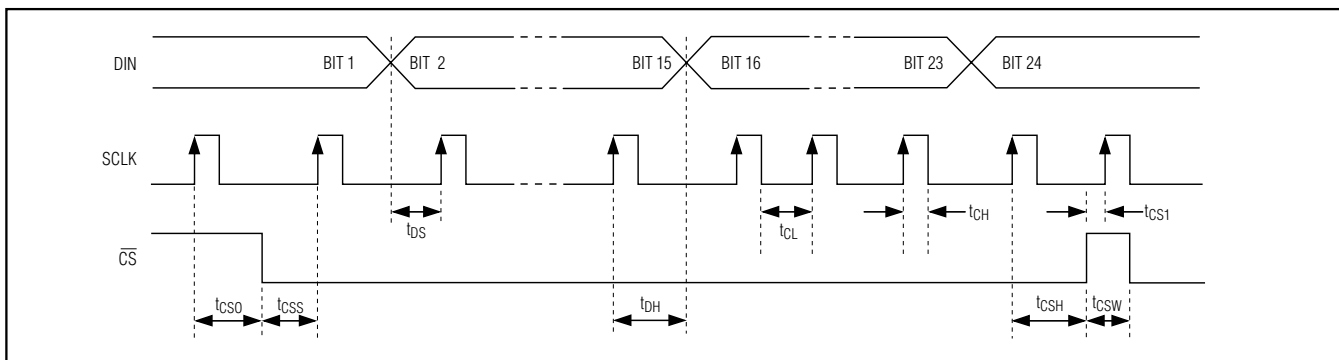 DIN BIT 1 BIT 2 BIT 15 BIT 16 BIT 23 BIT 24
SCLK
tDS tCL tCH tCS1
CS
tCSO tCSS tDH tCSH tCSW